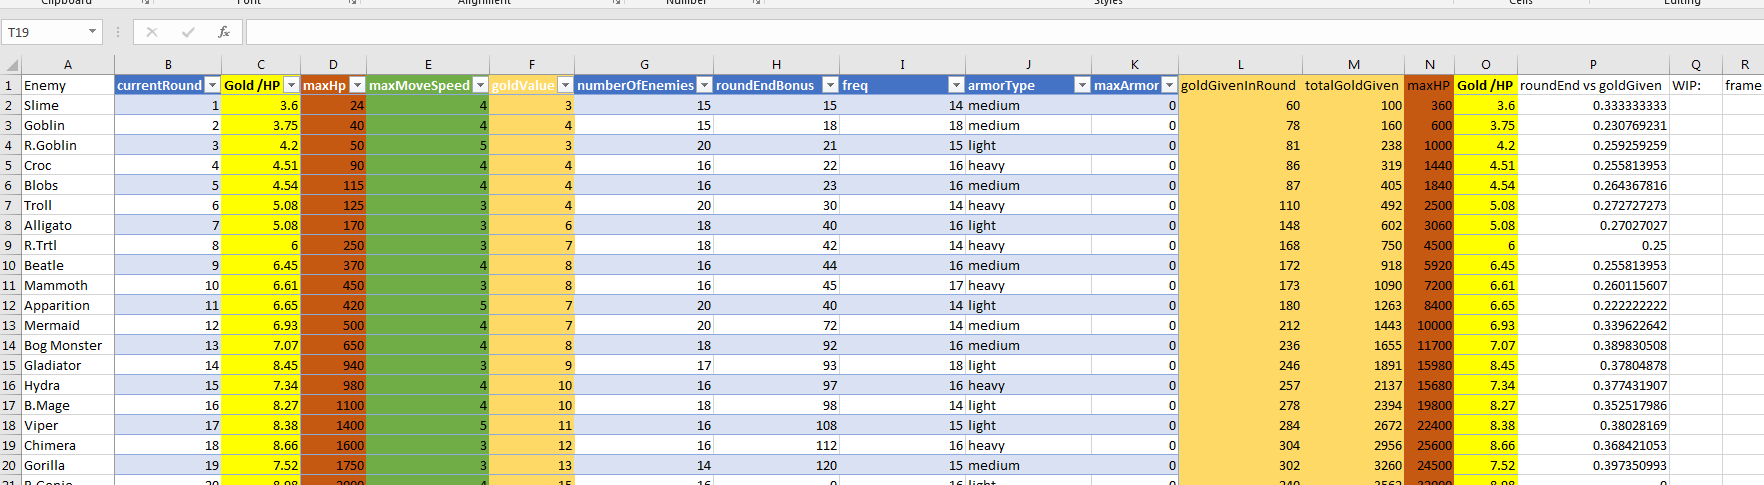 Clipboard Font Alignment Number Styles Cells Editing
T19 fx
A B C D E F G H I J K L M N O P Q R
1 Enemy currentRound Gold /HP maxHp maxMoveSpeed goldValue numberOfEnemies roundEndBonus freq armorType maxArmor goldGivenInRound totalGoldGiven maxHP Gold /HP roundEnd vs goldGiven WIP: frame
2 Slime 1 3.6 24 4 3 15 15 14 medium 0 60 100 360 3.6 0.333333333
3 Goblin 2 3.75 40 4 4 15 18 18 medium 0 78 160 600 3.75 0.230769231
4 R.Goblin 3 4.2 50 5 3 20 21 15 light 0 81 238 1000 4.2 0.259259259
5 Croc 4 4.51 90 4 4 16 22 16 heavy 0 86 319 1440 4.51 0.255813953
6 Blobs 5 4.54 115 4 4 16 23 16 medium 0 87 405 1840 4.54 0.264367816
7 Troll 6 5.08 125 3 4 20 30 14 heavy 0 110 492 2500 5.08 0.272727273
8 Alligato 7 5.08 170 3 6 18 40 16 light 0 148 602 3060 5.08 0.27027027
9 R.Trtl 8 6 250 3 7 18 42 14 heavy 0 168 750 4500 6 0.25
10 Beatle 9 6.45 370 4 8 16 44 16 medium 0 172 918 5920 6.45 0.255813953
11 Mammoth 10 6.61 450 3 8 16 45 17 heavy 0 173 1090 7200 6.61 0.260115607
12 Apparition 11 6.65 420 5 7 20 40 14 light 0 180 1263 8400 6.65 0.222222222
13 Mermaid 12 6.93 500 4 7 20 72 14 medium 0 212 1443 10000 6.93 0.339622642
14 Bog Monster 13 7.07 650 4 8 18 92 16 medium 0 236 1655 11700 7.07 0.389830508
15 Gladiator 14 8.45 940 3 9 17 93 18 light 0 246 1891 15980 8.45 0.37804878
16 Hydra 15 7.34 980 4 10 16 97 16 heavy 0 257 2137 15680 7.34 0.377431907
17 B.Mage 16 8.27 1100 4 10 18 98 14 light 0 278 2394 19800 8.27 0.352517986
18 Viper 17 8.38 1400 5 11 16 108 15 light 0 284 2672 22400 8.38 0.38028169
19 Chimera 18 8.66 1600 3 12 16 112 16 heavy 0 304 2956 25600 8.66 0.368421053
20 Gorilla 19 7.52 1750 3 13 14 120 15 medium 0 302 3260 24500 7.52 0.397350993